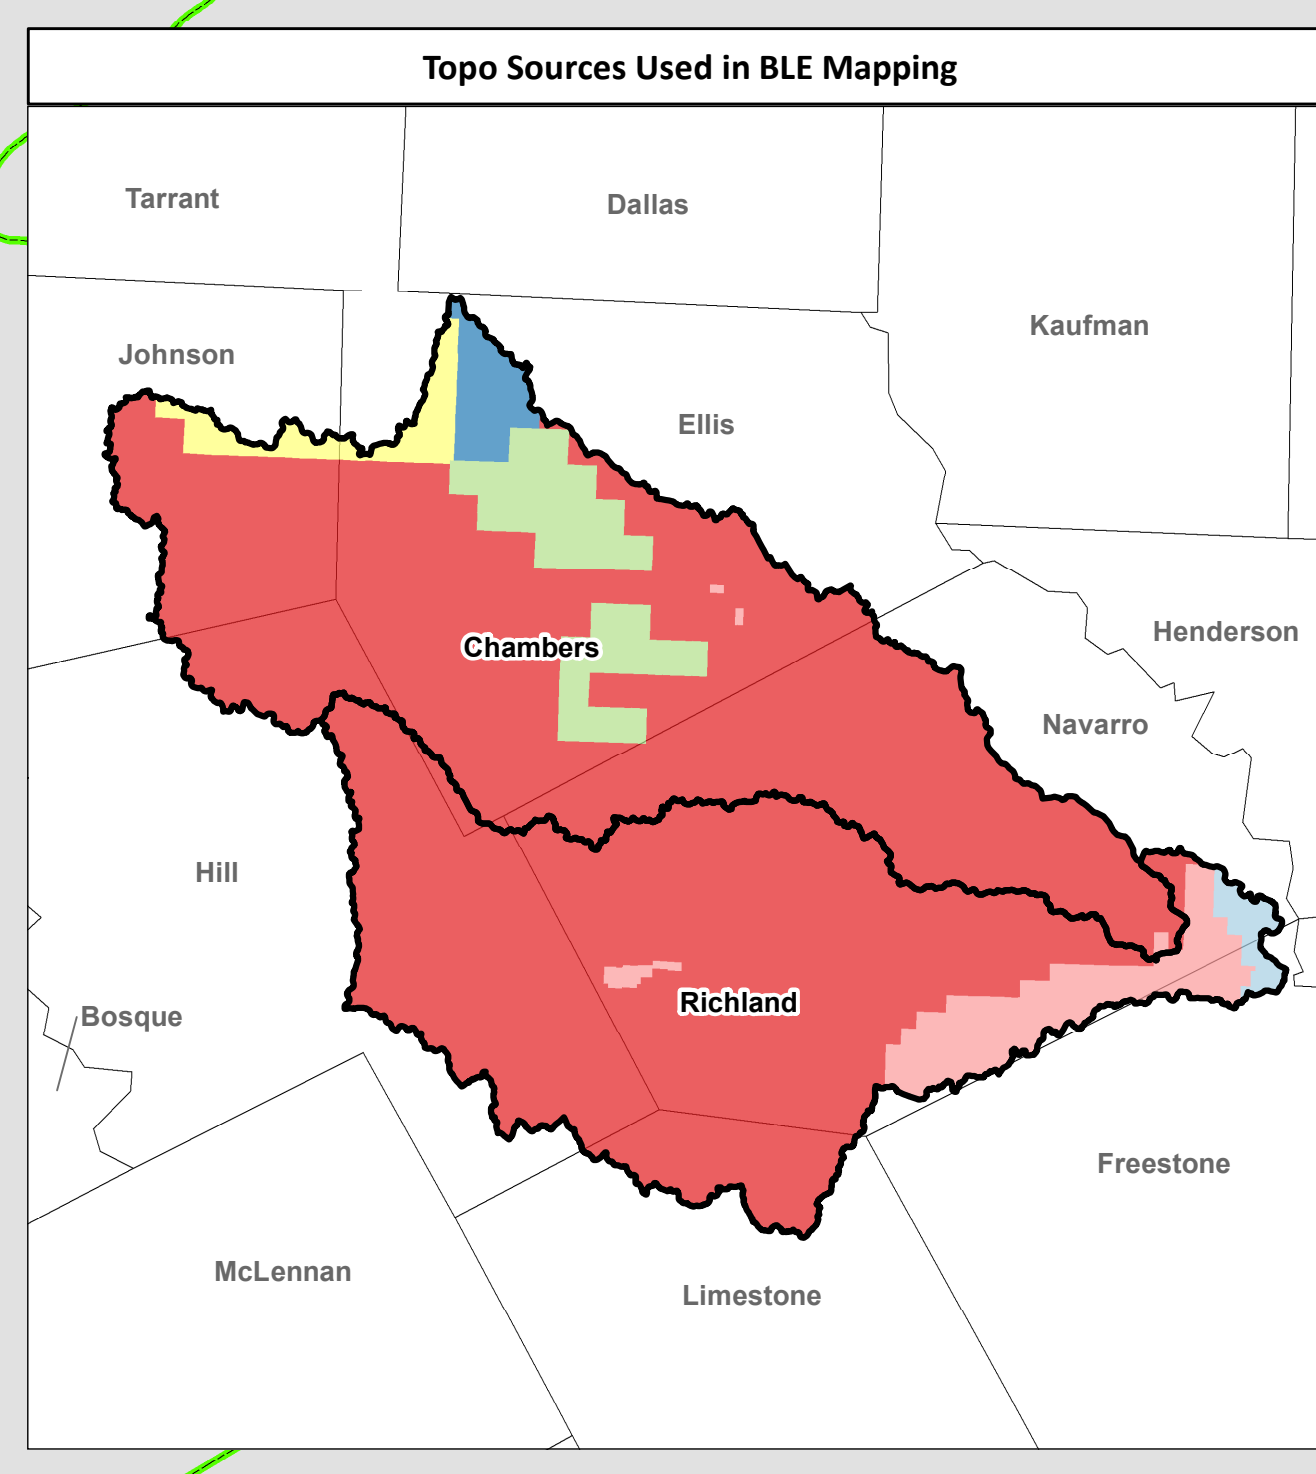 Topo Sources Used in BLE Mapping
Tarrant
Dallas
Kaufman
Johnson
Ellis
Henderson
Chambers
Navarro
Hill
Richland
Bosque
Freestone
McLennan
Limestone